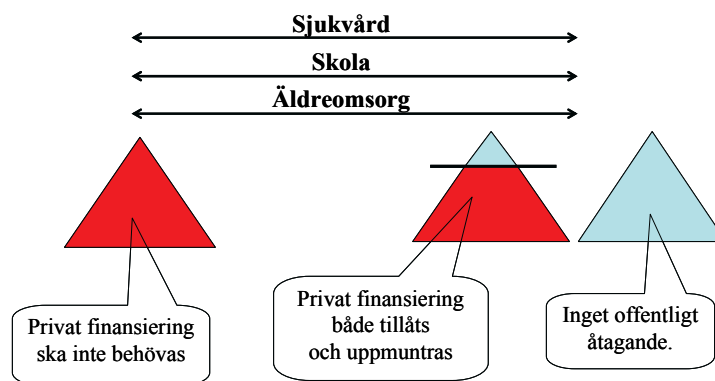 Sjukvård
Skola
Äldreomsorg
Privat finansiering
ska inte behövas
Privat finansiering
både tillåts
och uppmuntras
Inget offentligt
åtagande.